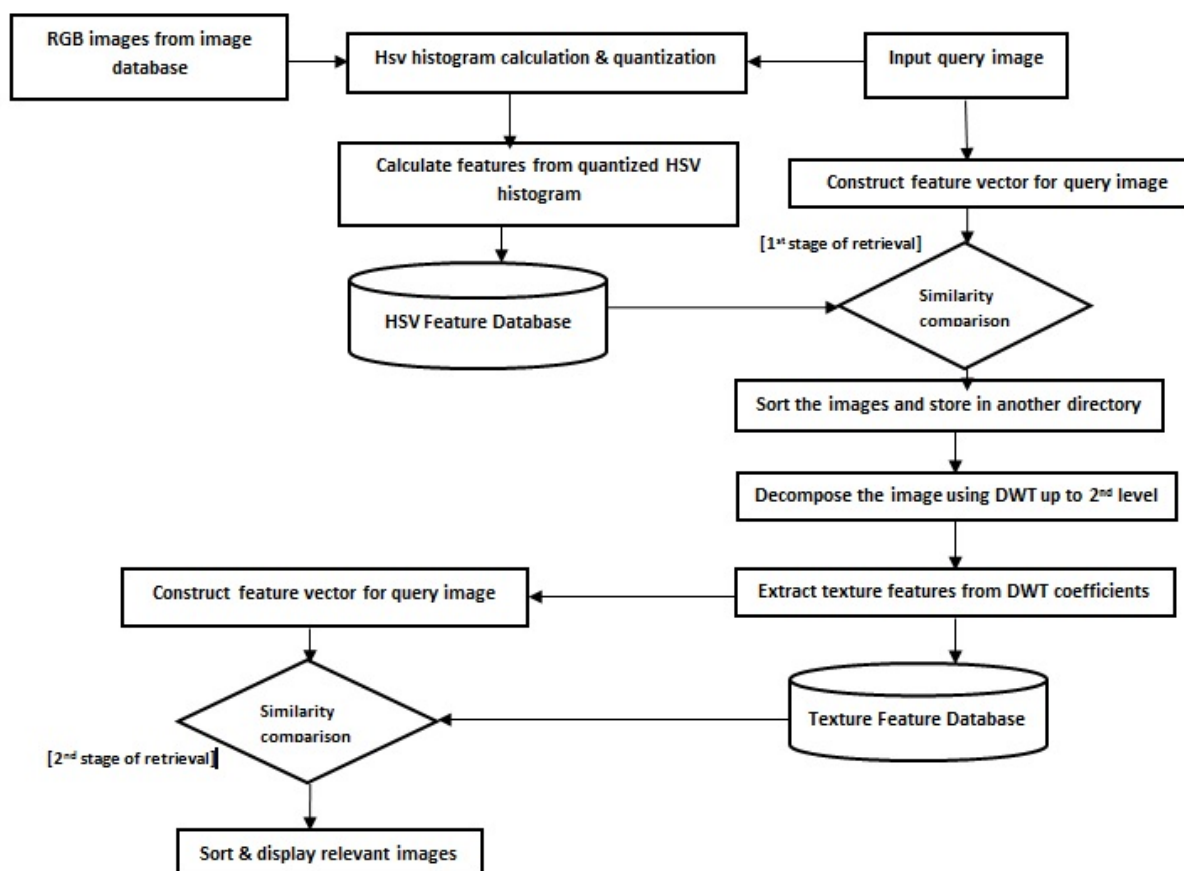 RGB images from image
database
Hsv histogram calculation & quantization
Input query image
Calculate features from quantized HSV
histogram
Construct feature vector for query image
[1st stage of retrieval]
Similarity
comparison
HSV Feature Database
Sort the images and store in another directory
Decompose the image using DWT up to 2nd level
Construct feature vector for query image
Extract texture features from DWT coefficients
Similarity
comparison
Texture Feature Database
[2nd stage of retrieval]
Sort & display relevant images